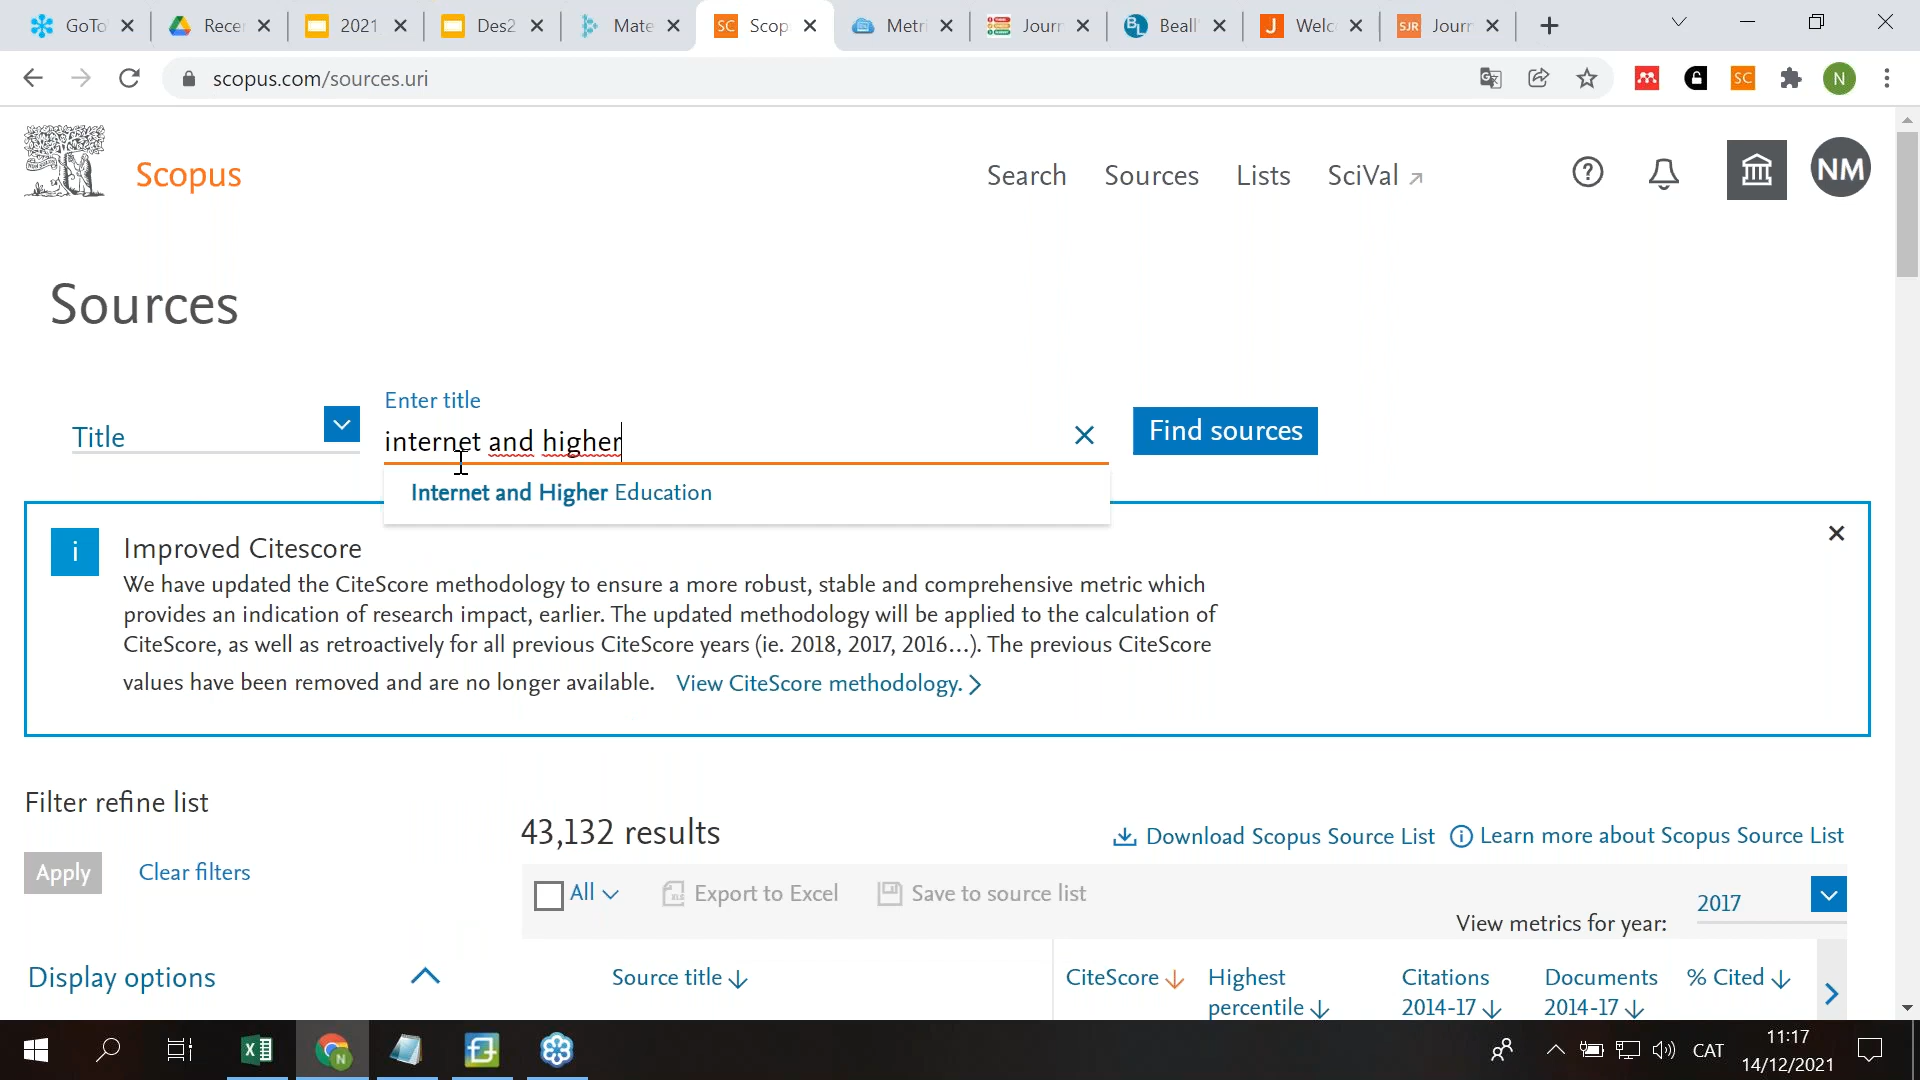 GoTo
Rece
2021
Des2
Mate
SC Scop
Metri
Journ
BL Beall
J Welc
SJR Journ
scopus.com/sources.uri
SC
N
Scopus
Search
Sources
Lists
SciVal
NM
Sources
Title
Enter title
internet and higher
Find sources
Internet and Higher Education
i
Improved Citescore
We have updated the CiteScore methodology to ensure a more robust, stable and comprehensive metric which
provides an indication of research impact, earlier. The updated methodology will be applied to the calculation of
CiteScore, as well as retroactively for all previous CiteScore years (ie. 2018, 2017, 2016...). The previous CiteScore
values have been removed and are no longer available. View CiteScore methodology.
Filter refine list
43,132 results
Download Scopus Source List
Learn more about Scopus Source List
Apply
Clear filters
All
Export to Excel
Save to source list
View metrics for year:
2017
Display options
Source title
CiteScore
Highest
percentile
Citations
2014-17
Documents
2014-17
% Cited
N
CAT
11:17
14/12/2021